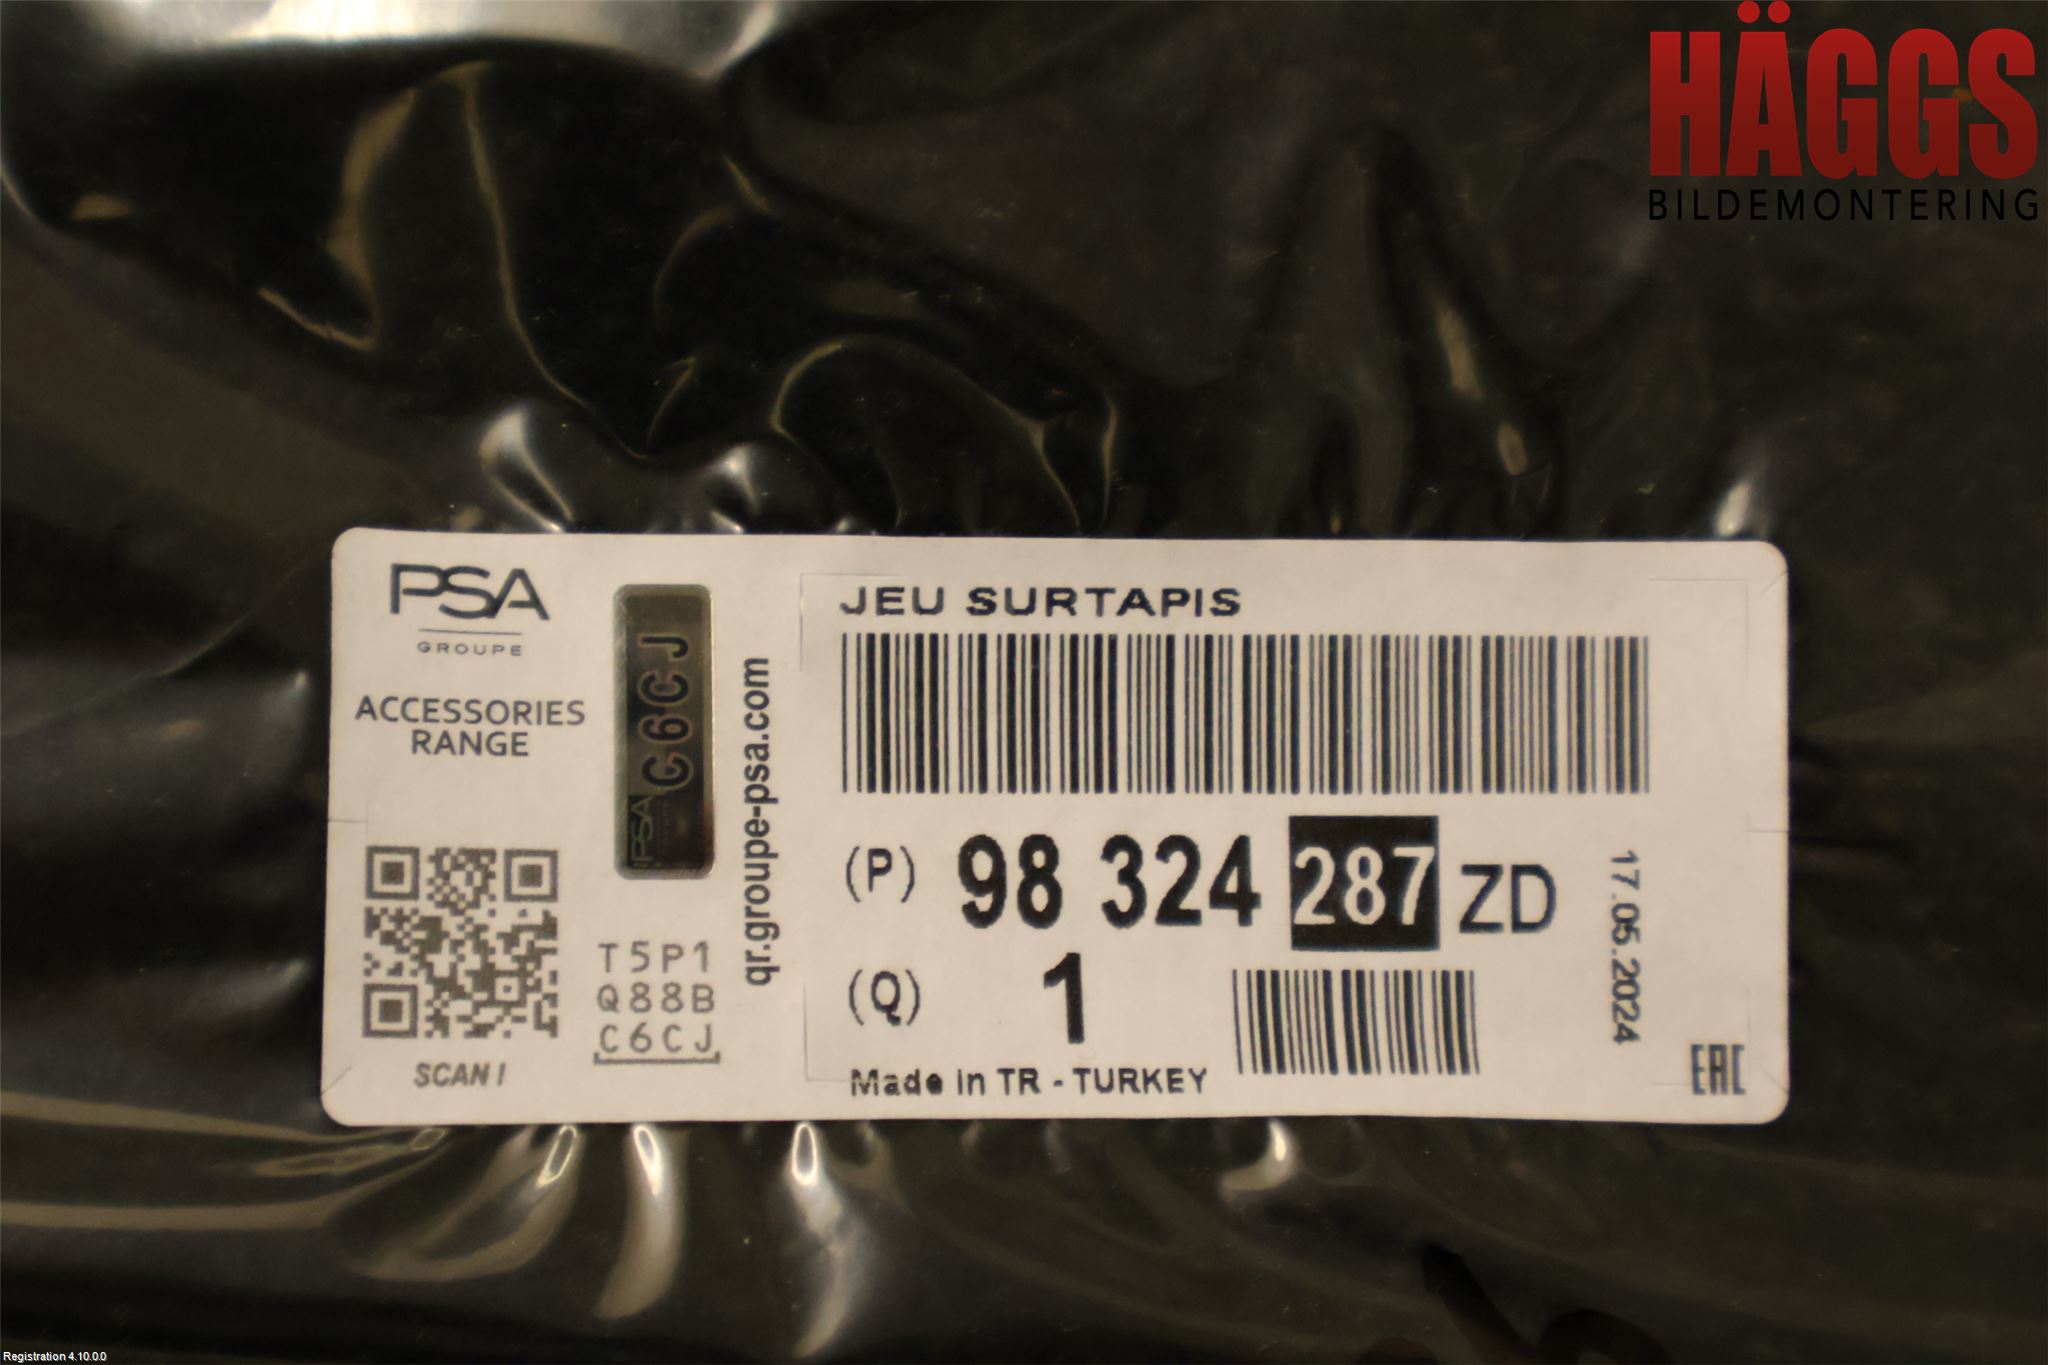 HÄGGS
BILDEMONTERING
PSA
GROUPE
ACCESSORIES
RANGE
C6CJ
PSA
T5P1
Q88B
C6CJ
SCAN
qr.groupe-psa.com
JEU SURTAPIS
(P) 98 324 287 ZD
(Q) 1
Made in TR - TURKEY
17.05.2024
EAC
Registration 4.10.0.0